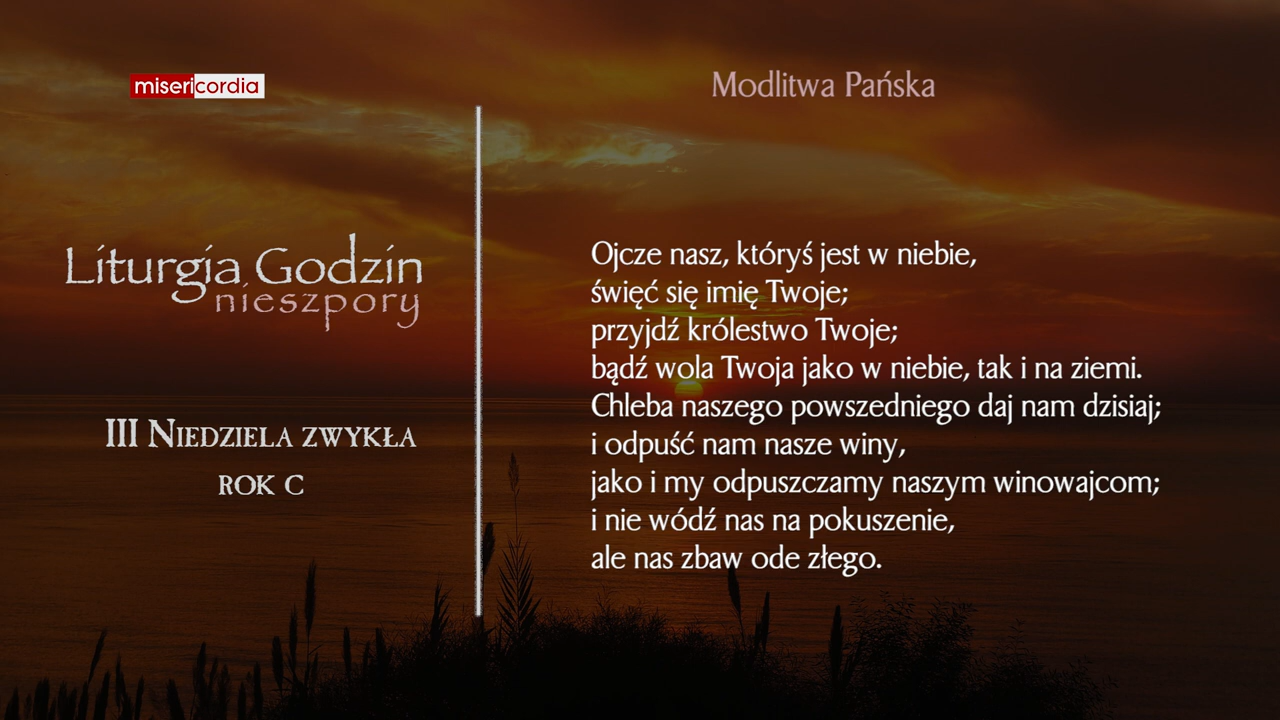 misericordia
Modlitwa Pańska
Liturgia Godzin
nieszpory
III Niedziela zwykła
rok C
Ojcze nasz, któryś jest w niebie,
święć się imię Twoje;
przyjdź królestwo Twoje;
bądź wola Twoja jako w niebie, tak i na ziemi.
Chleba naszego powszedniego daj nam dzisiaj;
i odpuść nam nasze winy,
jako i my odpuszczamy naszym winowajcom;
i nie wódź nas na pokuszenie,
ale nas zbaw ode złego.